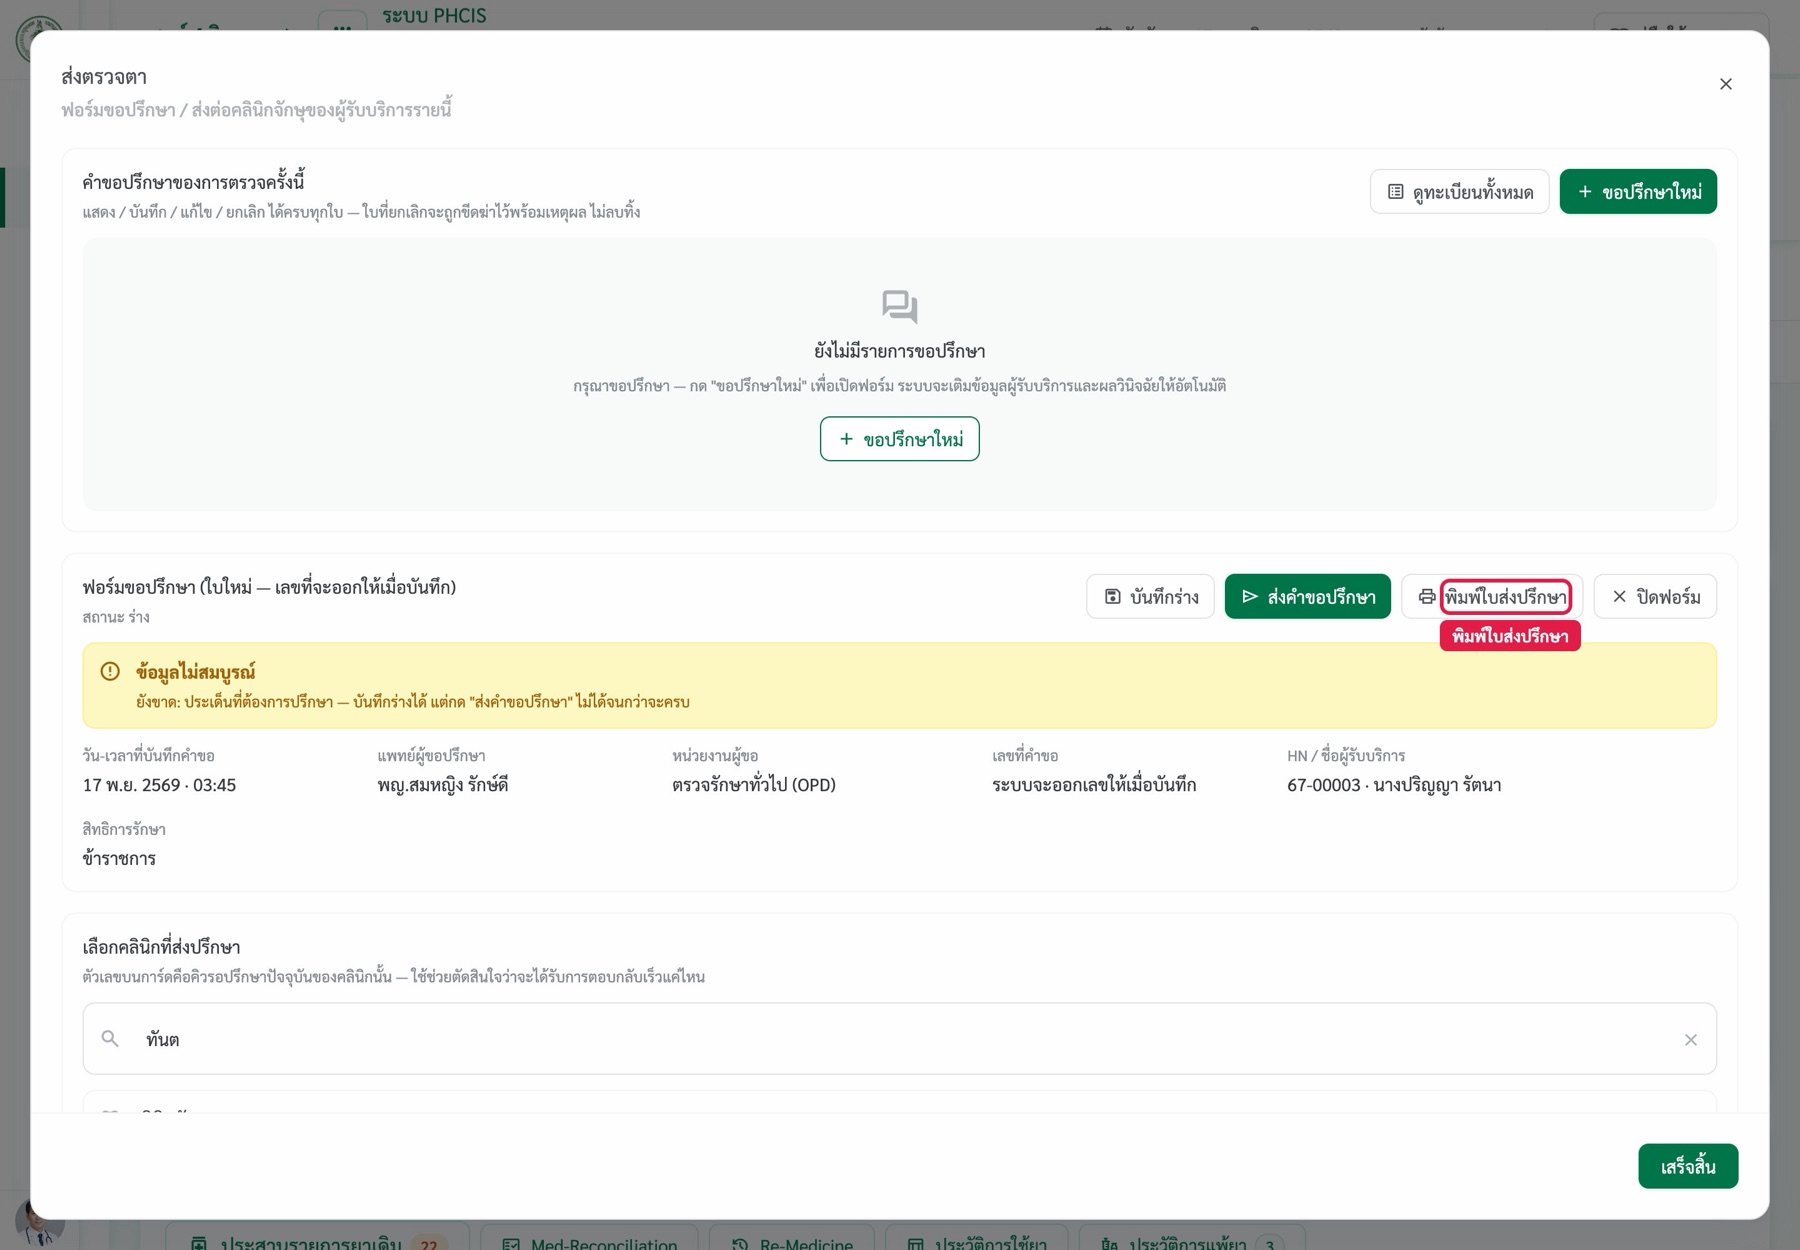 ระบบ PHCIS
ส่งตรวจตา
ฟอร์มขอปรึกษา / ส่งต่อคลินิกจักษุของผู้รับบริการรายนี้
คำขอปรึกษาของการตรวจครั้งนี้
แสดง / บันทึก / แก้ไข / ยกเลิก ได้ครบทุกใบ — ใบที่ยกเลิกจะถูกขีดฆ่าไว้พร้อมเหตุผล ไม่ลบทิ้ง
ดูทะเบียนทั้งหมด
ขอปรึกษาใหม่
ยังไม่มีรายการขอปรึกษา
กรุณาขอปรึกษา — กด "ขอปรึกษาใหม่" เพื่อเปิดฟอร์ม ระบบจะเติมข้อมูลผู้รับบริการและผลวินิจฉัยให้อัตโนมัติ
ขอปรึกษาใหม่
ฟอร์มขอปรึกษา (ใบใหม่ — เลขที่จะออกให้เมื่อบันทึก)
สถานะ ร่าง
บันทึกร่าง
ส่งคำขอปรึกษา
พิมพ์ใบส่งปรึกษา
ปิดฟอร์ม
พิมพ์ใบส่งปรึกษา
ข้อมูลไม่สมบูรณ์
ยังขาด: ประเด็นที่ต้องการปรึกษา — บันทึกร่างได้ แต่กด "ส่งคำขอปรึกษา" ไม่ได้จนกว่าจะครบ
วัน-เวลาที่บันทึกคำขอ
17 พ.ย. 2569 · 03:45
แพทย์ผู้ขอปรึกษา
พญ.สมหญิง รักษ์ดี
หน่วยงานผู้ขอ
ตรวจรักษาทั่วไป (OPD)
เลขที่คำขอ
ระบบจะออกเลขให้เมื่อบันทึก
HN / ชื่อผู้รับบริการ
67-00003 · นางปริญญา รัตนา
สิทธิการรักษา
ข้าราชการ
เลือกคลินิกที่ส่งปรึกษา
ตัวเลขบนการ์ดคือคิวรอปรึกษาปัจจุบันของคลินิกนั้น — ใช้ช่วยตัดสินใจว่าจะได้รับการตอบกลับเร็วแค่ไหน
ทันต
เสร็จสิ้น
ประสานรายการยาเดิม 22
Med-Reconciliation
Re-Medicine
ประวัติการใช้ยา
ประวัติการแพ้ยา 3